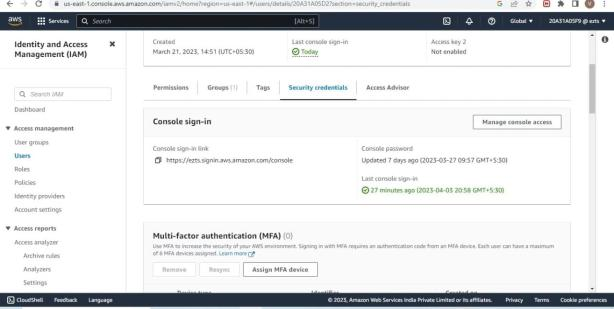 us-east-1.console.aws.amazon.com/iamv2/home?region=us-east-1#/users/details/20A31A05D2?section=security_credentials
aws Services Search [Alt+S] Global 20A31A05F9 @ ezts
Identity and Access Management (IAM)
Search IAM
Dashboard
Access management
User groups
Users
Roles
Policies
Identity providers
Account settings
Access reports
Access analyzer
Archive rules
Analyzers
Settings
Created Last console sign-in Access key 2
March 21, 2023, 14:51 (UTC+05:30) Today Not enabled
Permissions Groups (1) Tags Security credentials Access Advisor
Console sign-in Manage console access
Console sign-in link Console password
https://ezts.signin.aws.amazon.com/console Updated 7 days ago (2023-03-27 09:57 GMT+5:30)
Last console sign-in
27 minutes ago (2023-04-03 20:58 GMT+5:30)
Multi-factor authentication (MFA) (0)
Use MFA to increase the security of your AWS environment. Signing in with MFA requires an authentication code from an MFA device. Each user can have a maximum
of 8 MFA devices assigned. Learn more
Remove Resync Assign MFA device
Device type Identifier Created on
CloudShell Feedback Language © 2023, Amazon Web Services India Private Limited or its affiliates. Privacy Terms Cookie preferences